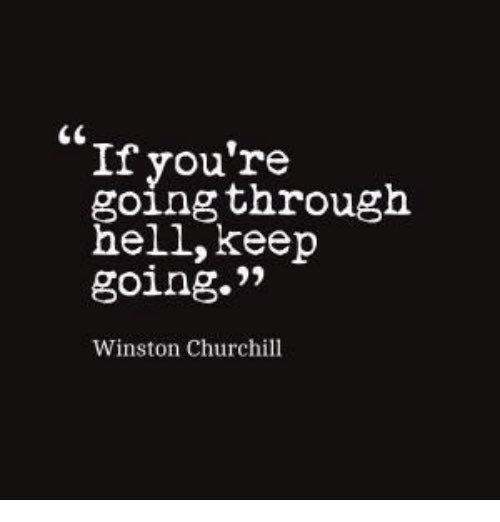 “If you're
going through
hell, keep
going.”
Winston Churchill